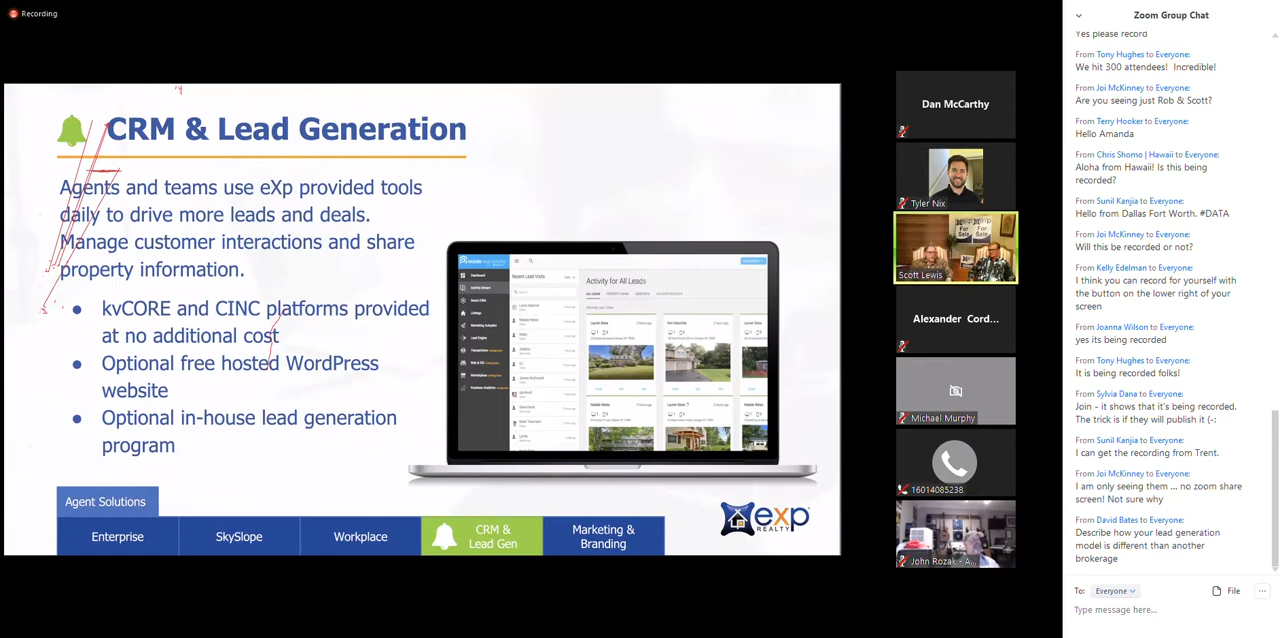 Recording
CRM & Lead Generation
Agents and teams use eXp provided tools
daily to drive more leads and deals.
Manage customer interactions and share
property information.
• kvCORE and CINC platforms provided
at no additional cost
• Optional free hosted WordPress
website
• Optional in-house lead generation
program
Activity for All Leads
Agent Solutions
Enterprise
SkySlope
Workplace
CRM &
Lead Gen
Marketing &
Branding
exp
REALTY
Dan McCarthy
Tyler Nix
For
Sale
For
Sale
Scott Lewis
Alexander Cord...
Michael Murphy
16014085238
John Rozak - A...
Zoom Group Chat
Yes please record
From Tony Hughes to Everyone:
We hit 300 attendees! Incredible!
From Joi McKinney to Everyone:
Are you seeing just Rob & Scott?
From Terry Hooker to Everyone:
Hello Amanda
From Chris Shomo | Hawaii to Everyone:
Aloha from Hawaii! Is this being
recorded?
From Sunil Kanjia to Everyone:
Hello from Dallas Fort Worth. #DATA
From Joi McKinney to Everyone:
Will this be recorded or not?
From Kelly Edelman to Everyone:
I think you can record for yourself with
the button on the lower right of your
screen
From Joanna Wilson to Everyone:
yes its being recorded
From Tony Hughes to Everyone:
It is being recorded folks!
From Sylvia Dana to Everyone:
Join - it shows that it's being recorded.
The trick is if they will publish it (-:
From Sunil Kanjia to Everyone:
I can get the recording from Trent.
From Joi McKinney to Everyone:
I am only seeing them ... no zoom share
screen! Not sure why
From David Bates to Everyone:
Describe how your lead generation
model is different than another
brokerage
To: Everyone
File
Type message here...